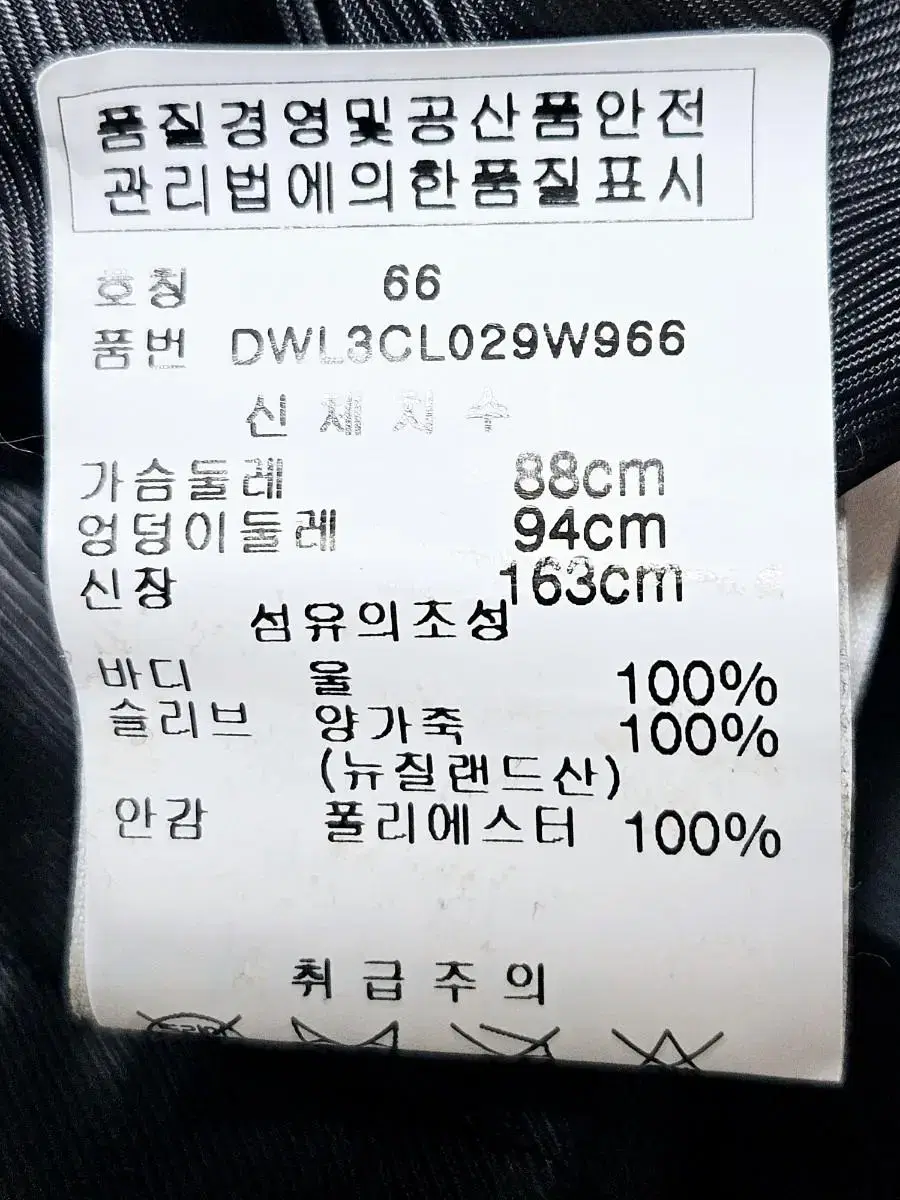 품질경영및공산품안전
관리법에의한품질표시
호칭 66
품번 DWL3CL029W966
신체치수
가슴둘레 88cm
엉덩이둘레 94cm
신장 163cm
섬유의조성
바디 울 100%
슬리브 양가죽 100%
(뉴질랜드산)
안감 폴리에스터 100%
취급주의